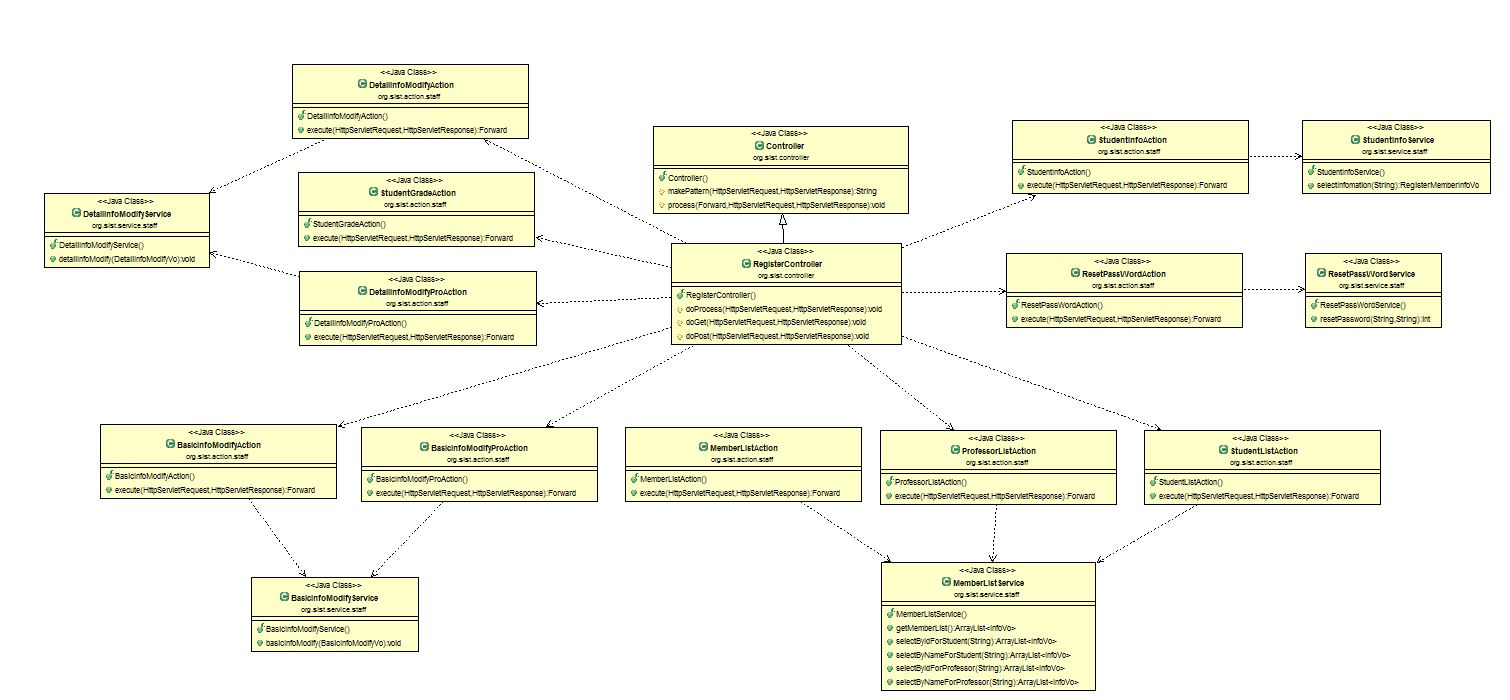 <<Java Class>>
DetailInfoModifyAction
org.sist.action.staff
DetailInfoModifyAction()
execute(HttpServletRequest,HttpServletResponse):Forward
<<Java Class>>
Controller
org.sist.controller
Controller()
makePattern(HttpServletRequest,HttpServletResponse):String
process(Forward,HttpServletRequest,HttpServletResponse):void
<<Java Class>>
StudentInfoAction
org.sist.action.staff
StudentInfoAction()
execute(HttpServletRequest,HttpServletResponse):Forward
<<Java Class>>
StudentInfoService
org.sist.service.staff
StudentInfoService()
selectInfomation(String):RegisterMemberInfoVo
<<Java Class>>
StudentGradeAction
org.sist.action.staff
StudentGradeAction()
execute(HttpServletRequest,HttpServletResponse):Forward
<<Java Class>>
DetailInfoModifyService
org.sist.service.staff
DetailInfoModifyService()
detailInfoModify(DetailInfoModifyVo):void
<<Java Class>>
RegisterController
org.sist.controller
RegisterController()
doProcess(HttpServletRequest,HttpServletResponse):void
doGet(HttpServletRequest,HttpServletResponse):void
doPost(HttpServletRequest,HttpServletResponse):void
<<Java Class>>
ResetPassWordAction
org.sist.action.staff
ResetPassWordAction()
execute(HttpServletRequest,HttpServletResponse):Forward
<<Java Class>>
ResetPassWordService
org.sist.service.staff
ResetPassWordService()
resetPassword(String,String):int
<<Java Class>>
DetailInfoModifyProAction
org.sist.action.staff
DetailInfoModifyProAction()
execute(HttpServletRequest,HttpServletResponse):Forward
<<Java Class>>
BasicInfoModifyAction
org.sist.action.staff
BasicInfoModifyAction()
execute(HttpServletRequest,HttpServletResponse):Forward
<<Java Class>>
BasicInfoModifyProAction
org.sist.action.staff
BasicInfoModifyProAction()
execute(HttpServletRequest,HttpServletResponse):Forward
<<Java Class>>
MemberListAction
org.sist.action.staff
MemberListAction()
execute(HttpServletRequest,HttpServletResponse):Forward
<<Java Class>>
ProfessorListAction
org.sist.action.staff
ProfessorListAction()
execute(HttpServletRequest,HttpServletResponse):Forward
<<Java Class>>
StudentListAction
org.sist.action.staff
StudentListAction()
execute(HttpServletRequest,HttpServletResponse):Forward
<<Java Class>>
BasicInfoModifyService
org.sist.service.staff
BasicInfoModifyService()
basicInfoModify(BasicInfoModifyVo):void
<<Java Class>>
MemberListService
org.sist.service.staff
MemberListService()
getMemberList():ArrayList<InfoVo>
selectByIdForStudent(String):ArrayList<InfoVo>
selectByNameForStudent(String):ArrayList<InfoVo>
selectByIdForProfessor(String):ArrayList<InfoVo>
selectByNameForProfessor(String):ArrayList<InfoVo>